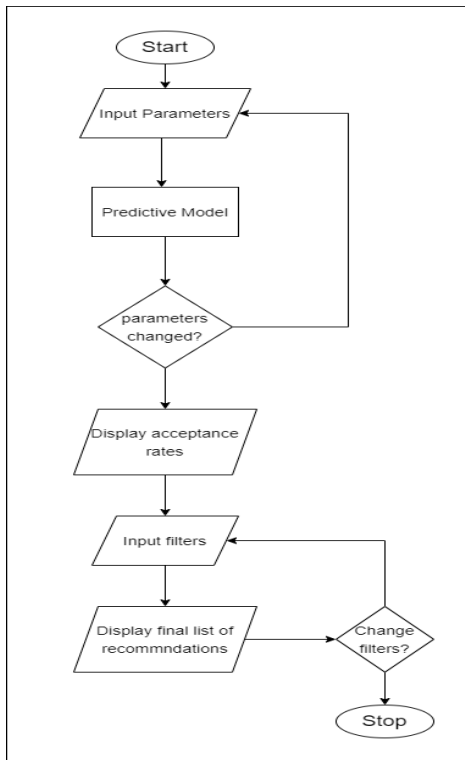 Start
Input Parameters
Predictive Model
parameters
changed?
Display acceptance
rates
Input filters
Display final list of
recommndations
Change
filters?
Stop